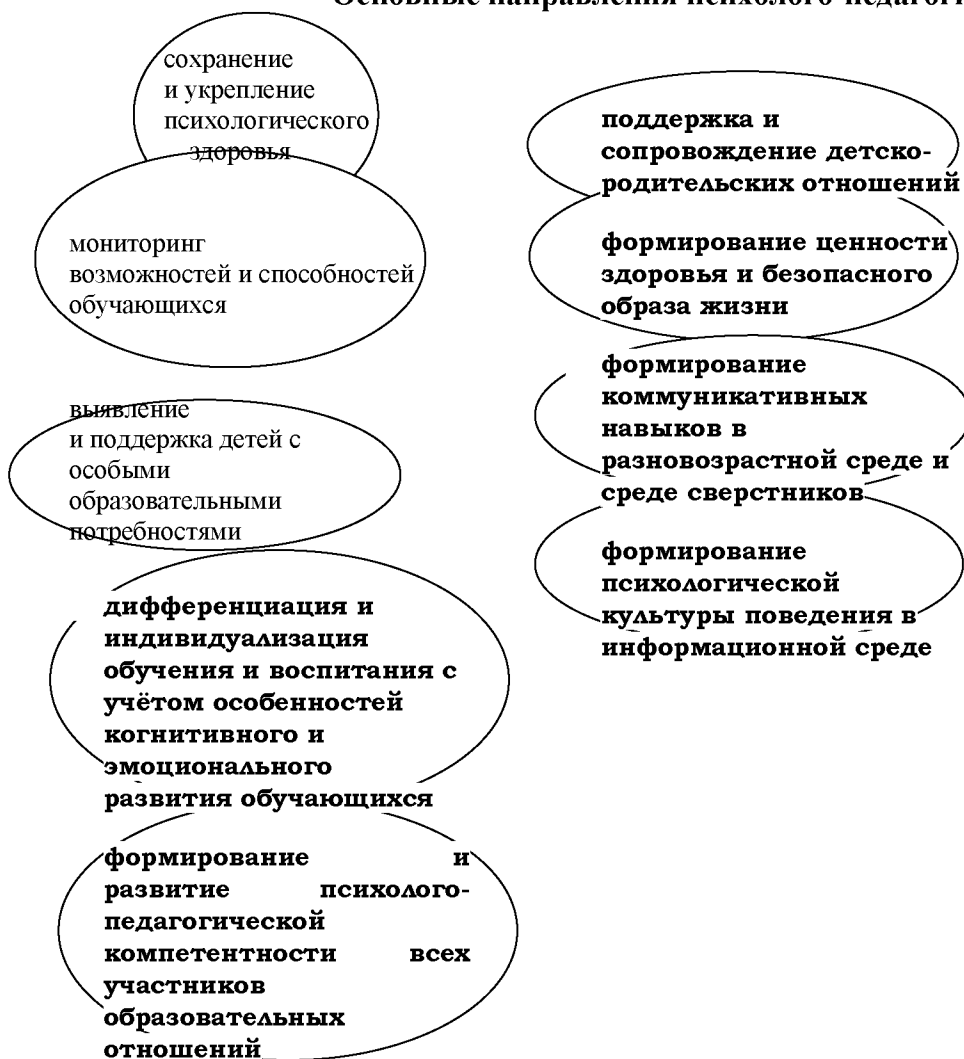 Основные направления
сохранение
и укрепление
психологического
здоровья
мониторинг
возможностей и способностей
обучающихся
выявление
и поддержка детей с
особыми
образовательными
потребностями
дифференциация и
индивидуализация
обучения и воспитания с
учётом особенностей
когнитивного и
эмоционального
развития обучающихся
формирование и
развитие психолого-
педагогической
компетентности всех
участников
образовательных
отношений
поддержка и
сопровождение детско-
родительских отношений
формирование ценности
здоровья и безопасного
образа жизни
формирование
коммуникативных
навыков в
разновозрастной среде и
среде сверстников
формирование
психологической
культуры поведения в
информационной среде